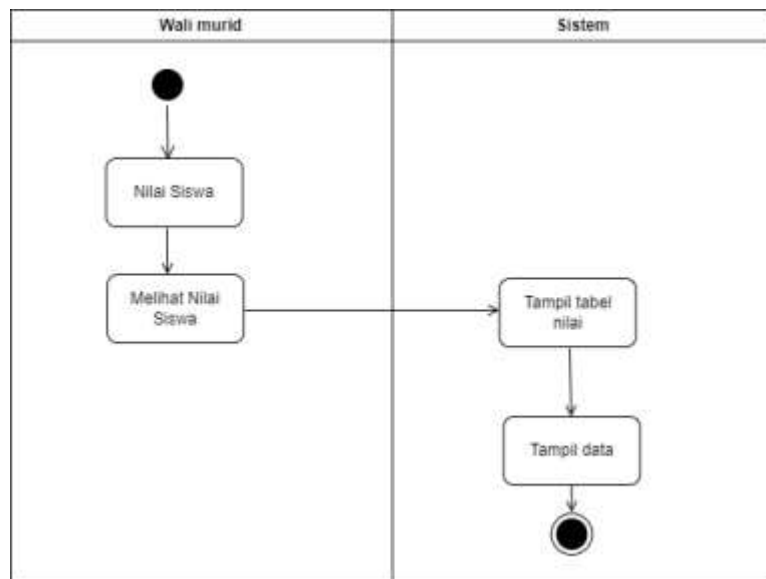 Wali murid
Sistem
Nilai Siswa
Melihat Nilai
Siswa
Tampil tabel
nilai
Tampil data